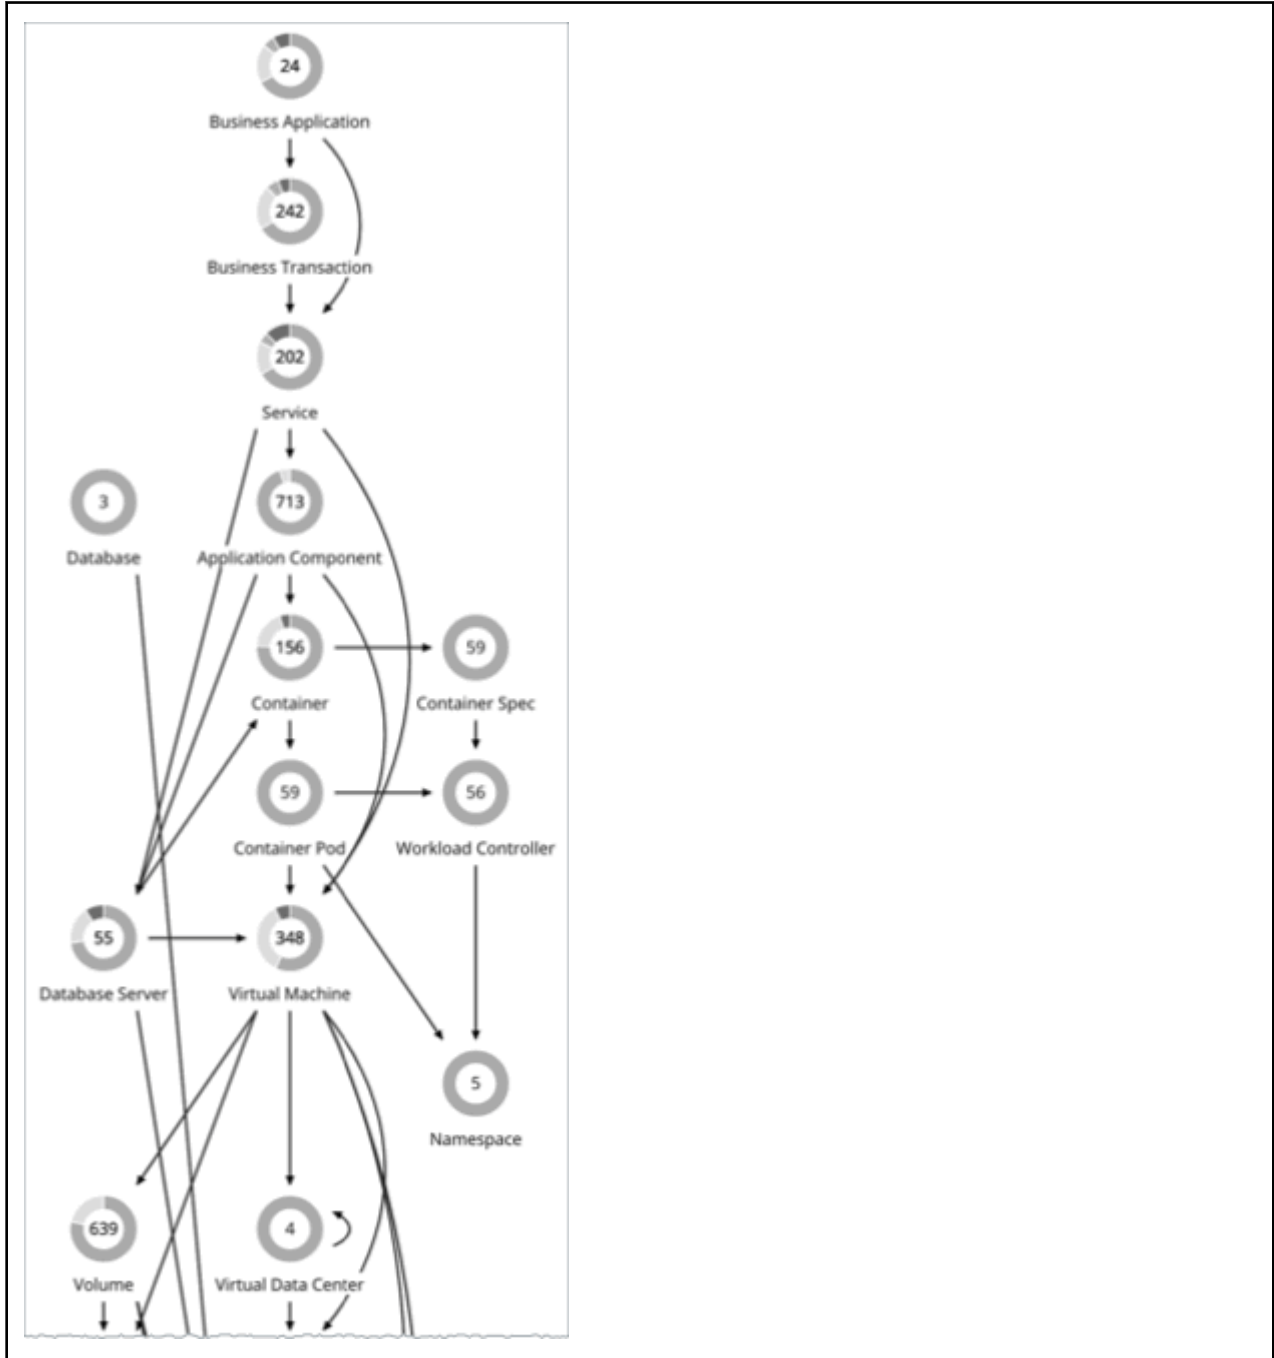 24
Business Application
242
Business Transaction
202
Service
3
713
Database
Application Component
156
59
Container
Container Spec
59
56
Container Pod
Workload Controller
55
348
Database Server
Virtual Machine
5
Namespace
639
4
Volume
Virtual Data Center